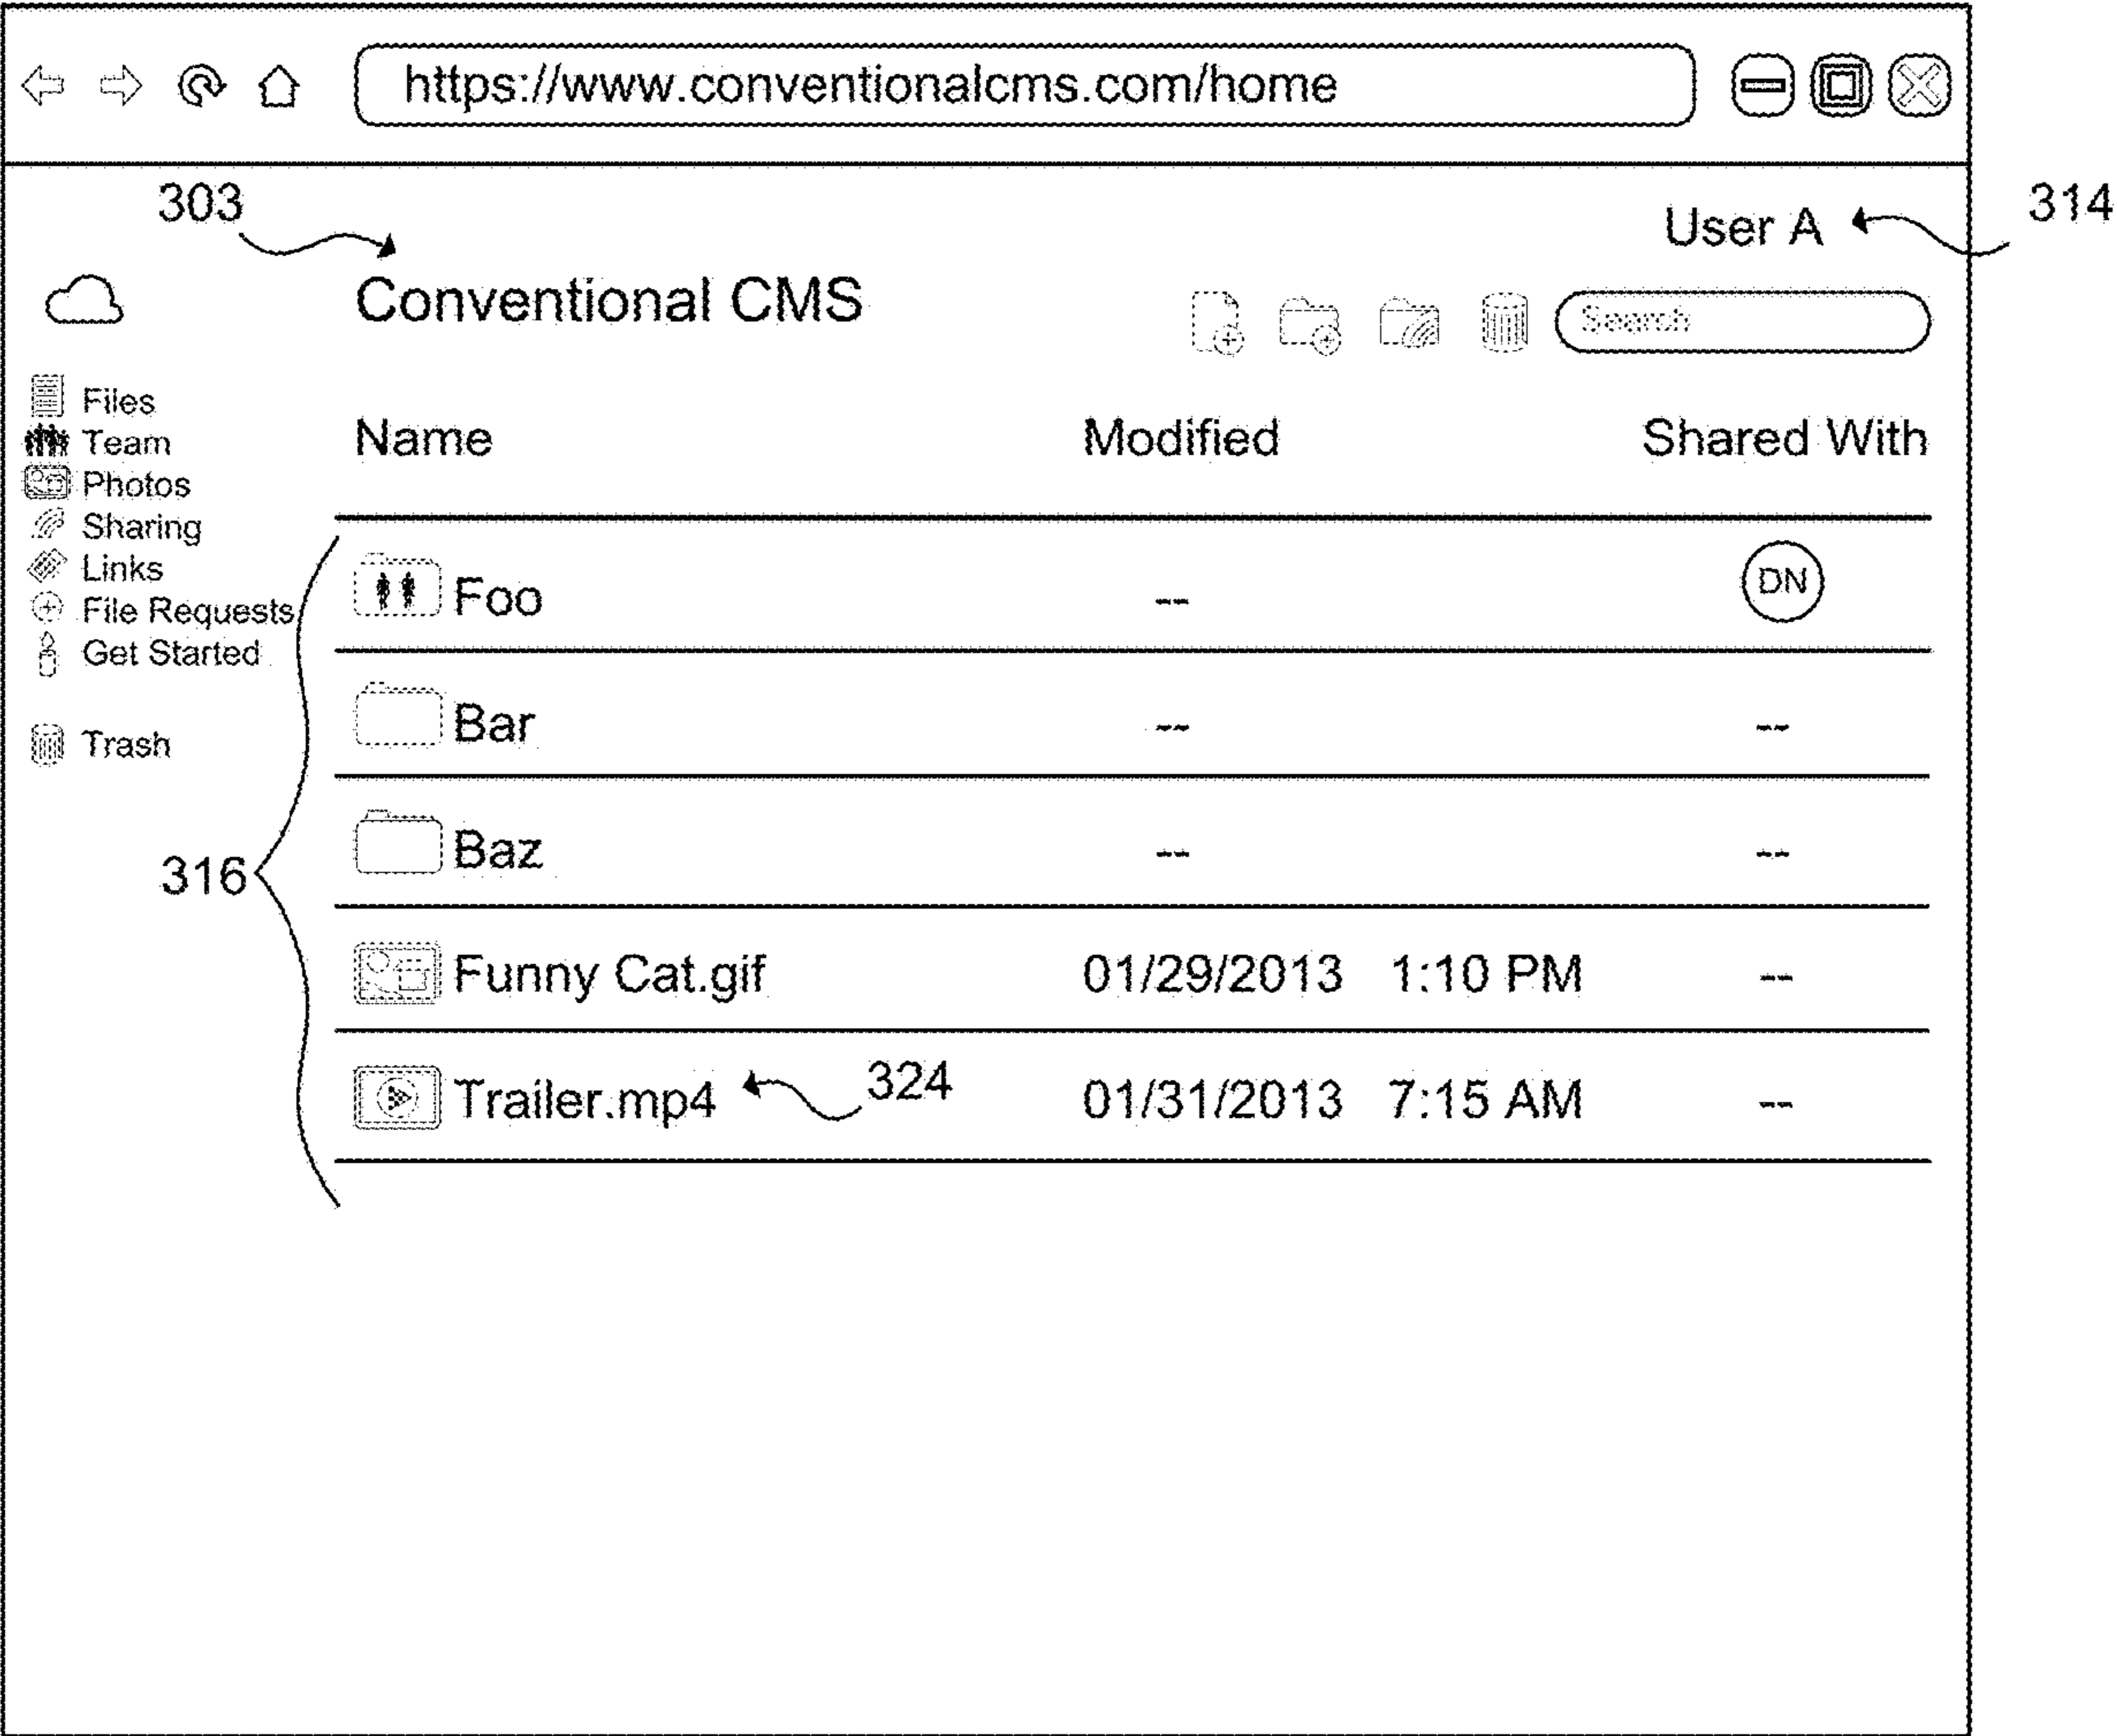 https://www.conventionalcms.com/home
303
User A
314
Conventional CMS
Search
Files
Team
Photos
Sharing
Links
File Requests
Get Started
Trash
Name Modified Shared With
Foo -- DN
Bar -- --
Baz -- --
316
Funny Cat.gif 01/29/2013 1:10 PM --
Trailer.mp4 324 01/31/2013 7:15 AM --